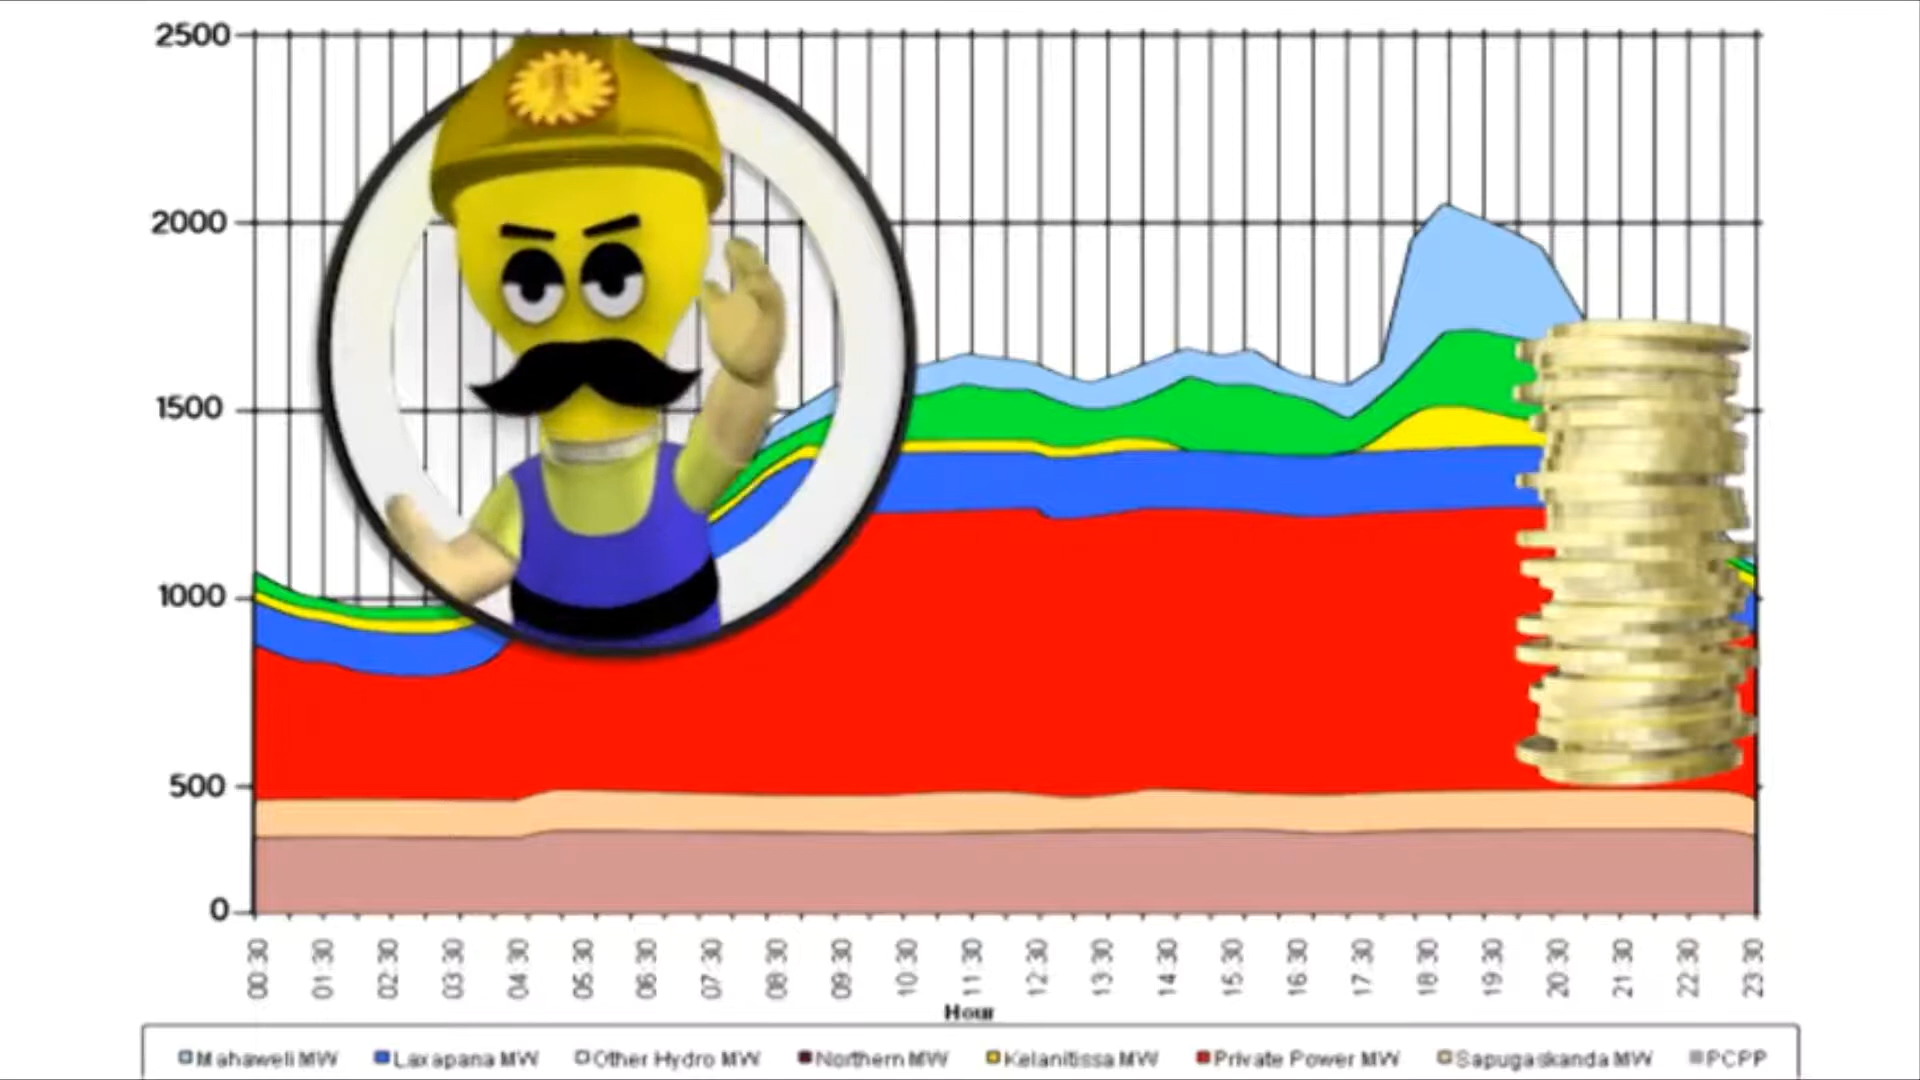 2500
2000
1500
1000
500
0
00:30 01:30 02:30 03:30 04:30 05:30 06:30 07:30 08:30 09:30 10:30 11:30 12:30 13:30 14:30 15:30 16:30 17:30 18:30 19:30 20:30 21:30 22:30 23:30
Hour
Mahaweli MW Laxapana MW Other Hydro MW Northern MW Kelanitissa MW Private Power MW Sapugaskanda MW PCPP